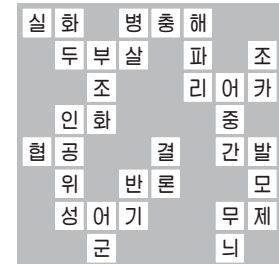 실 화 병 충 해
두 부 살 파 조
조 리 어 카
인 화 중
협 공 결 간 발
위 반 론 모
성 어 기 무 제
군 늬